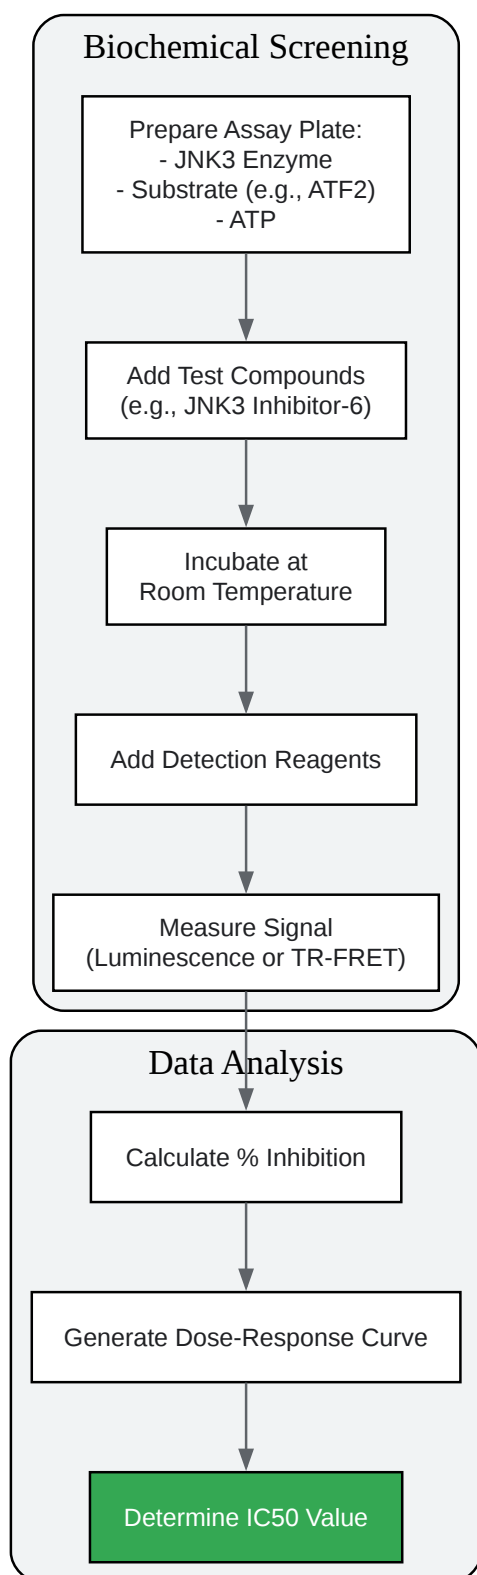 Biochemical Screening
Prepare Assay Plate:
- JNK3 Enzyme
- Substrate (e.g., ATF2)
- ATP
Add Test Compounds
(e.g., JNK3 Inhibitor-6)
Incubate at
Room Temperature
Add Detection Reagents
Measure Signal
(Luminescence or TR-FRET)
Data Analysis
Calculate % Inhibition
Generate Dose-Response Curve
Determine IC50 Value